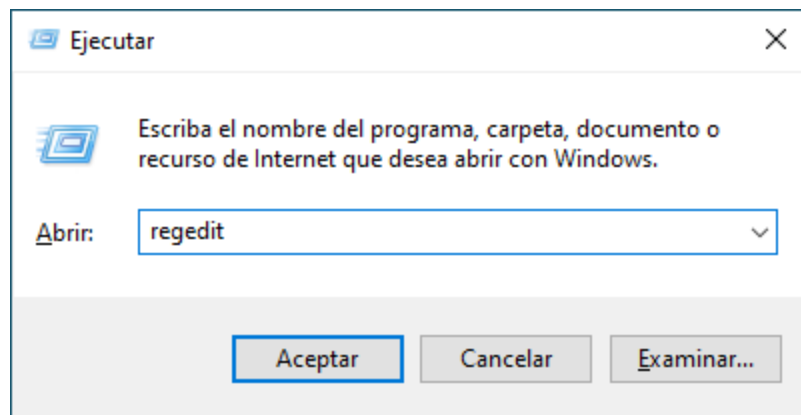 Ejecutar
Escriba el nombre del programa, carpeta, documento o
recurso de Internet que desea abrir con Windows.
Abrir: regedit
Aceptar Cancelar Examinar...